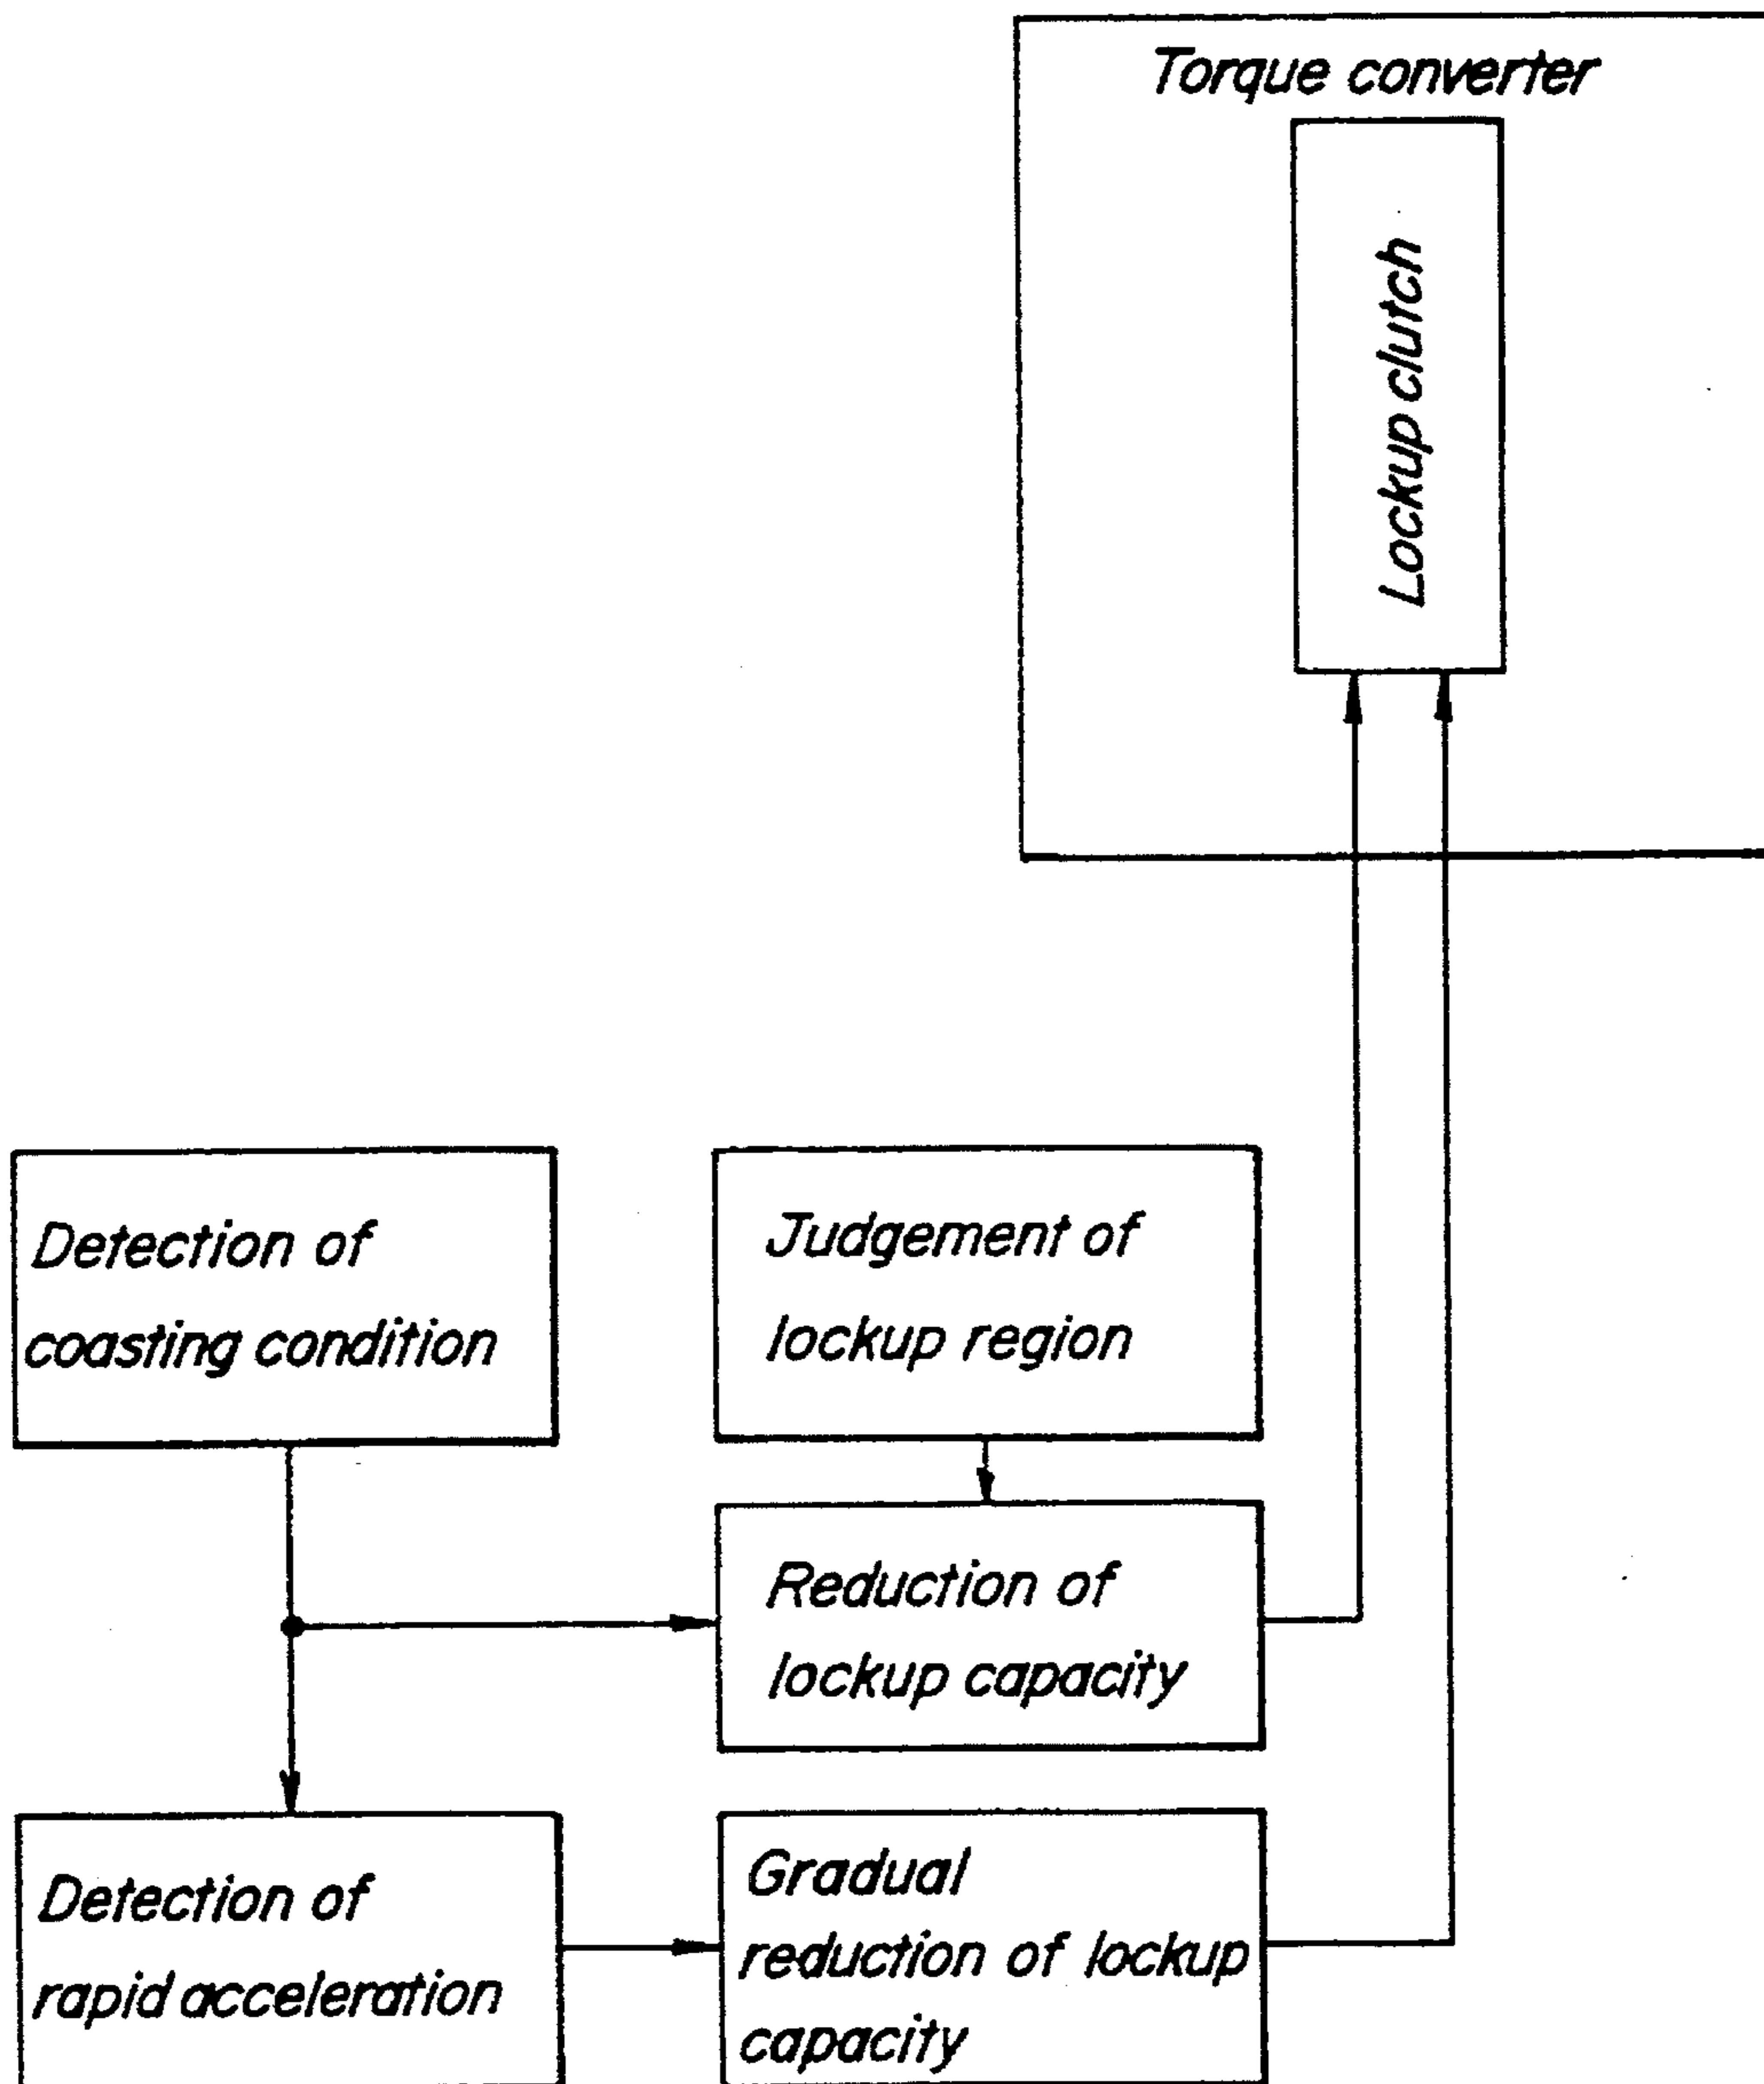 Torque converter
Lockup clutch
Detection of
coasting condition
Judgement of
lockup region
Reduction of
lockup capacity
Detection of
rapid acceleration
Gradual
reduction of lockup
capacity